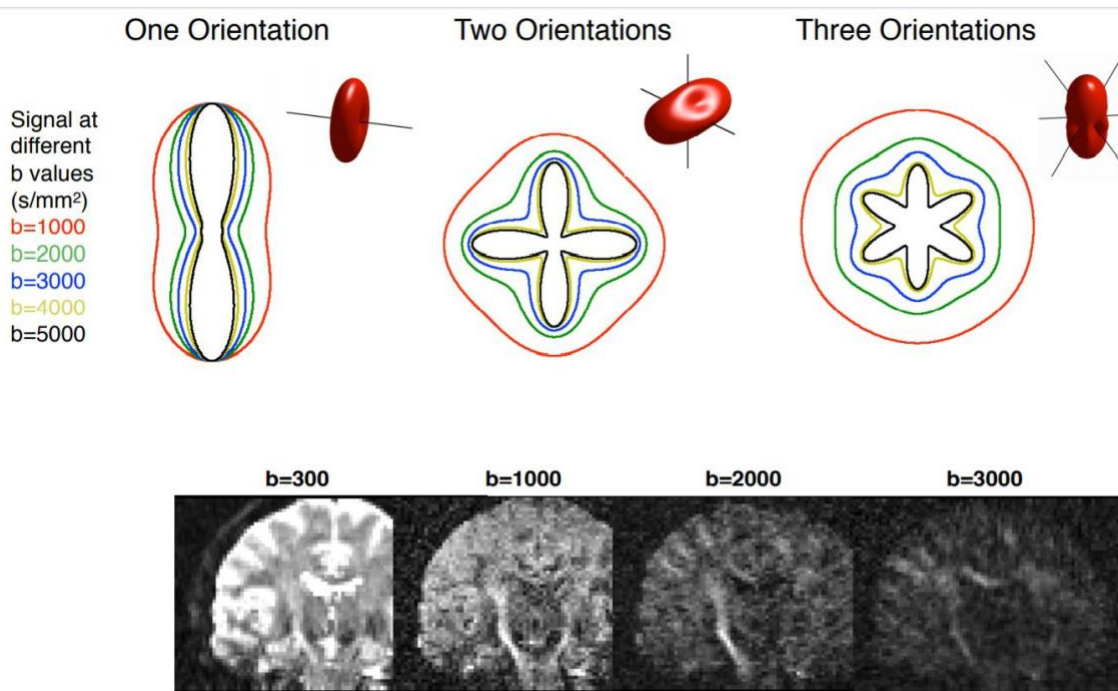 One Orientation
Two Orientations
Three Orientations
Signal at
different
b values
(s/mm²)
b=1000
b=2000
b=3000
b=4000
b=5000
b=300
b=1000
b=2000
b=3000